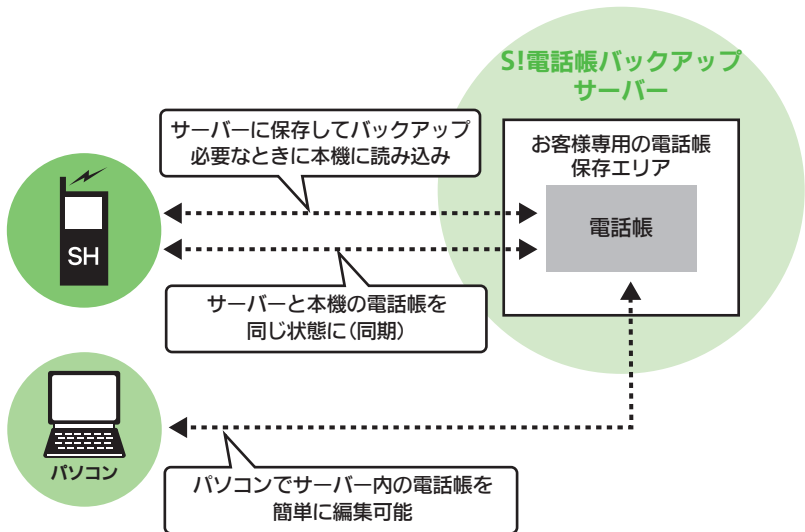 S!電話帳バックアップ
サーバー
サーバーに保存してバックアップ
必要なときに本機に読み込み
お客様専用の電話帳
保存エリア
電話帳
SH
サーバーと本機の電話帳を
同じ状態に(同期)
パソコン
パソコンでサーバー内の電話帳を
簡単に編集可能